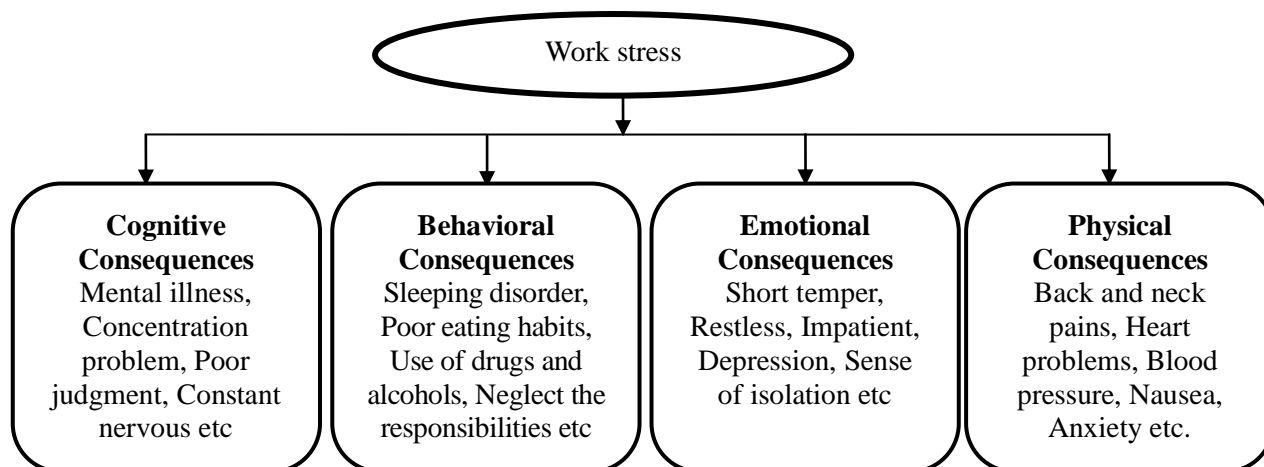 Work stress
Cognitive
Consequences
Mental illness,
Concentration
problem, Poor
judgment, Constant
nervous etc
Behavioral
Consequences
Sleeping disorder,
Poor eating habits,
Use of drugs and
alcohols, Neglect the
responsibilities etc
Emotional
Consequences
Short temper,
Restless, Impatient,
Depression, Sense
of isolation etc
Physical
Consequences
Back and neck
pains, Heart
problems, Blood
pressure, Nausea,
Anxiety etc.